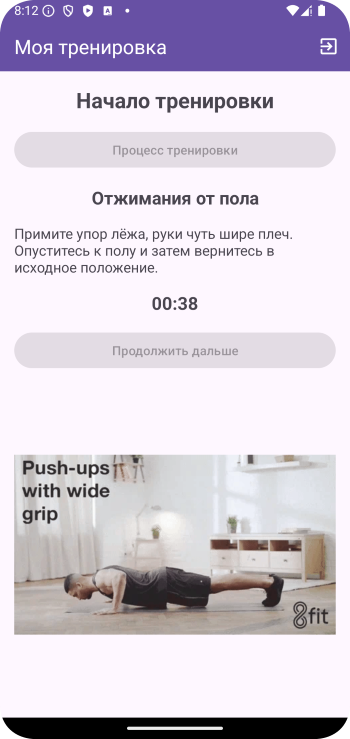 8:12
Моя тренировка
Начало тренировки
Процесс тренировки
Отжимания от пола
Примите упор лёжа, руки чуть шире плеч.
Опуститесь к полу и затем вернитесь в
исходное положение.
00:38
Продолжить дальше
Push-ups
with wide
grip
8fit